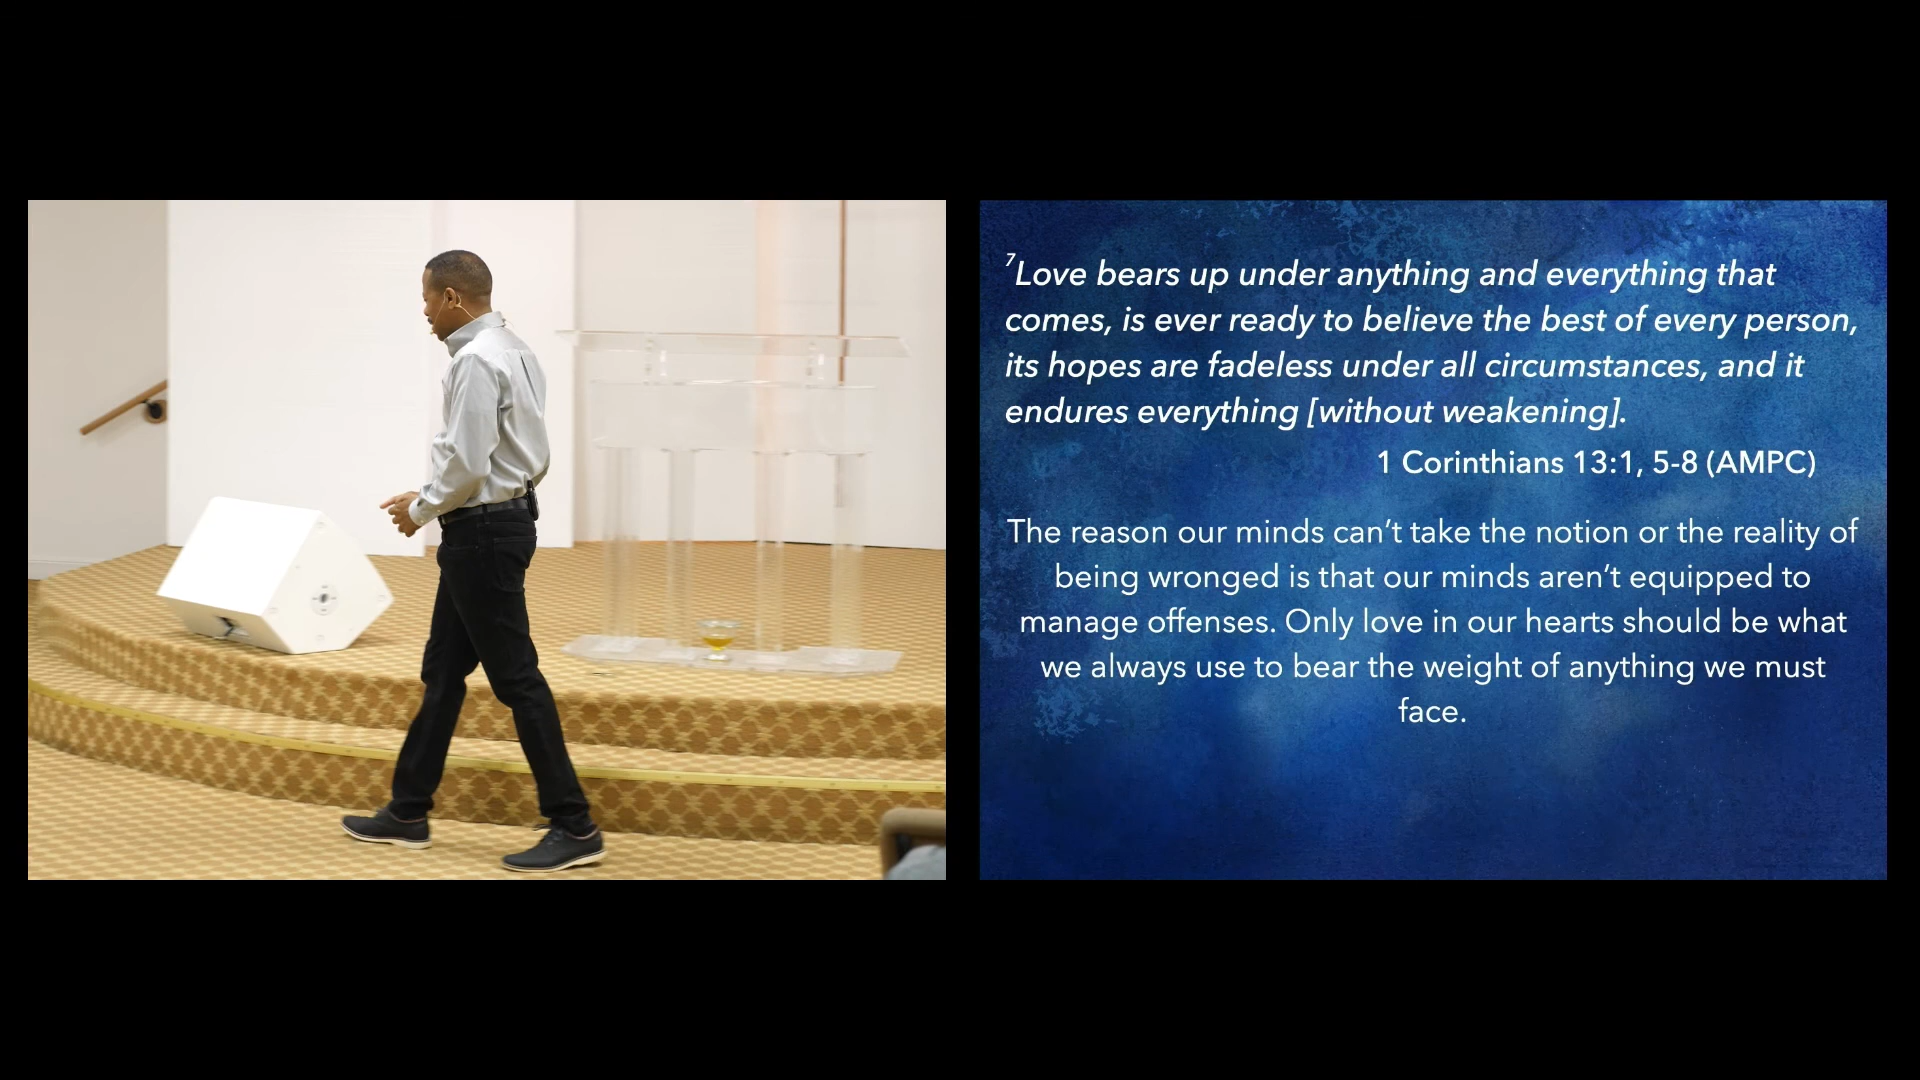 ⁷Love bears up under anything and everything that
comes, is ever ready to believe the best of every person,
its hopes are fadeless under all circumstances, and it
endures everything [without weakening].
1 Corinthians 13:1, 5-8 (AMPC)
The reason our minds can’t take the notion or the reality of
being wronged is that our minds aren’t equipped to
manage offenses. Only love in our hearts should be what
we always use to bear the weight of anything we must
face.